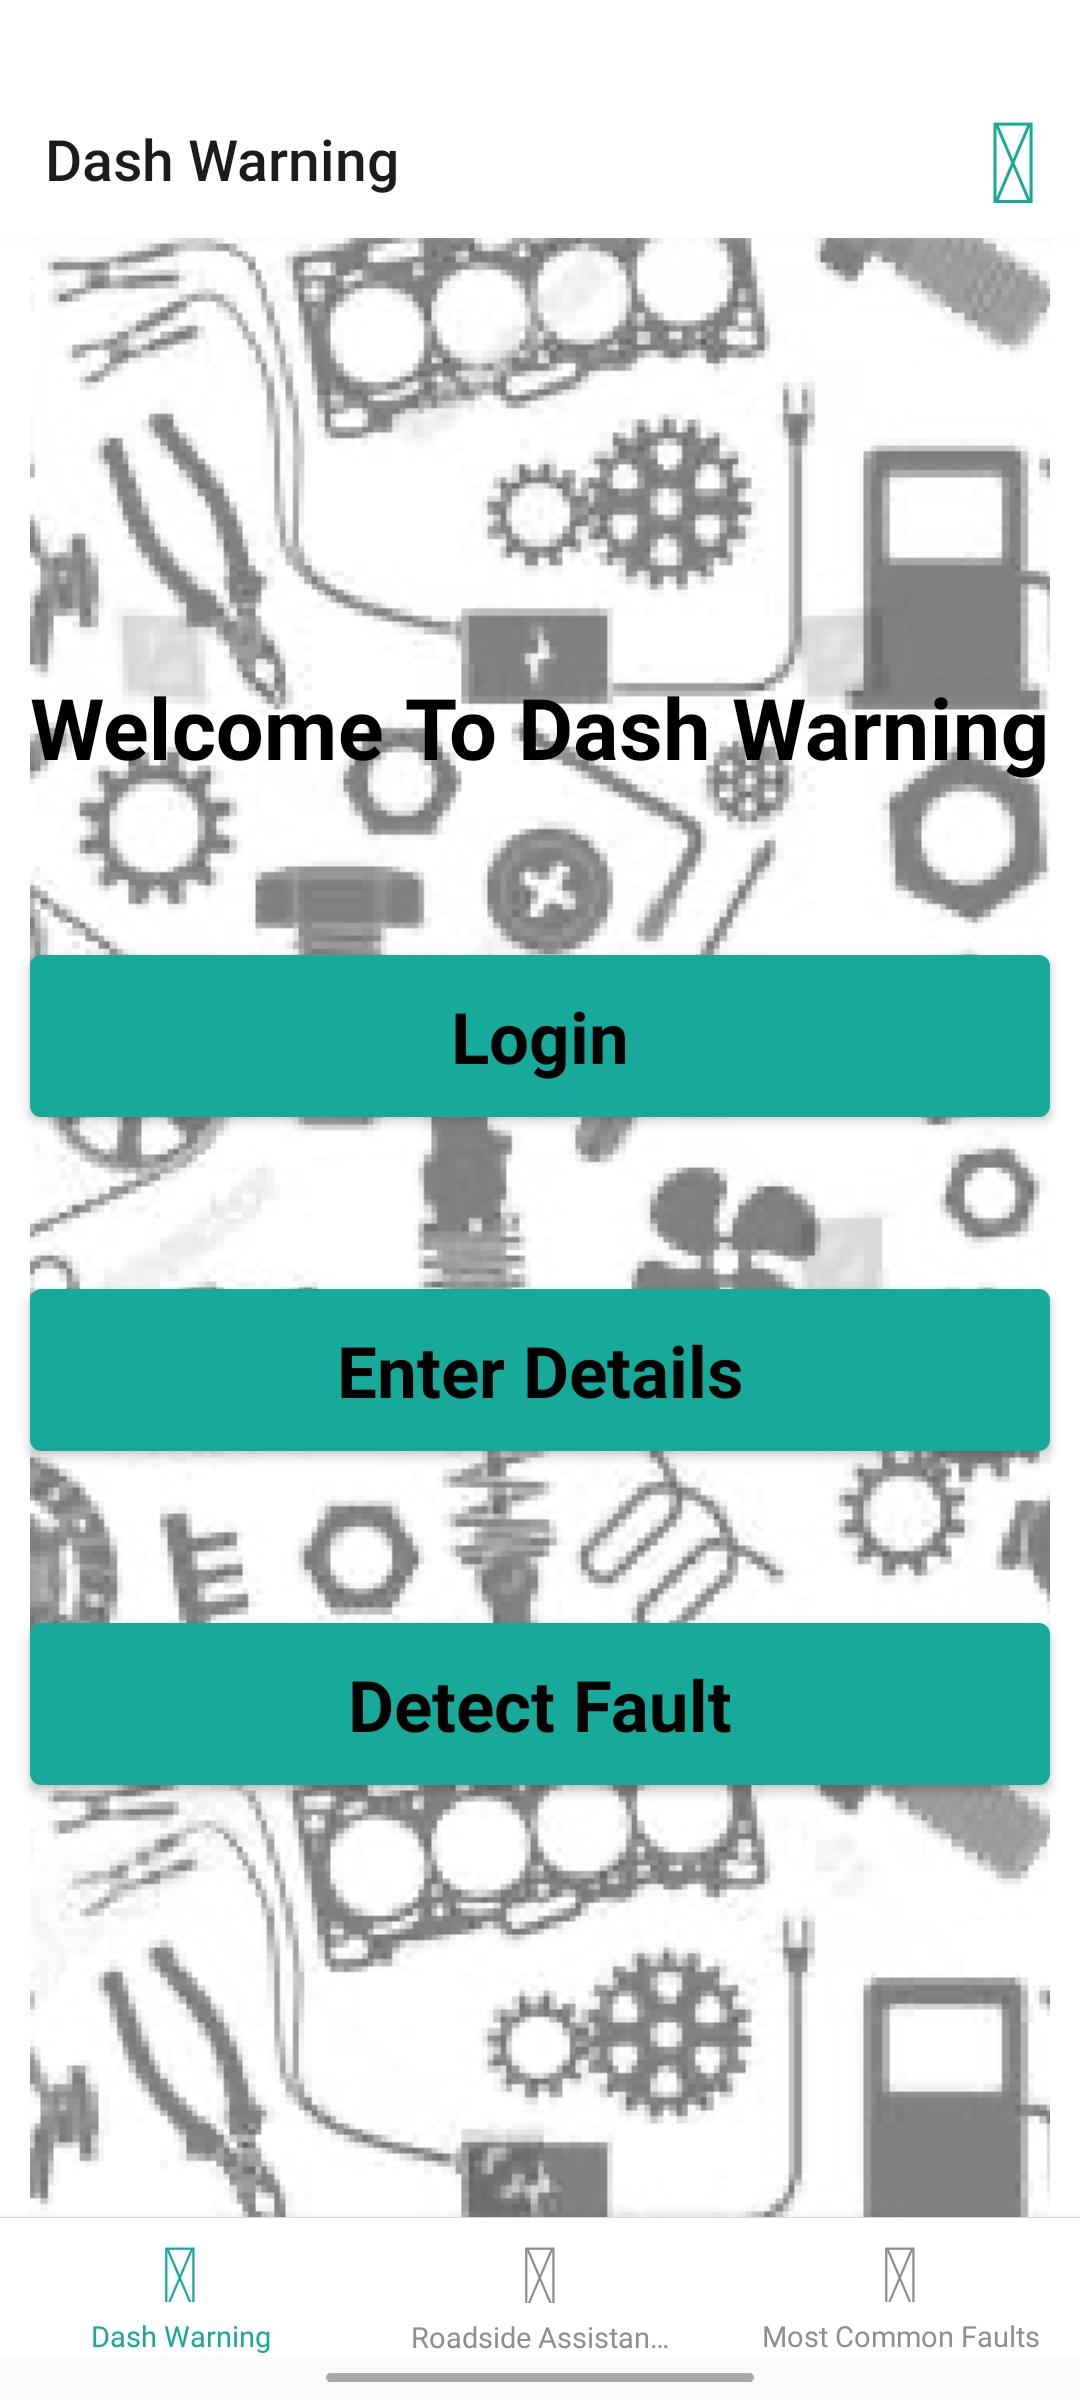 Dash Warning
Welcome To Dash Warning
Login
Enter Details
Detect Fault
Dash Warning
Roadside Assistan...
Most Common Faults